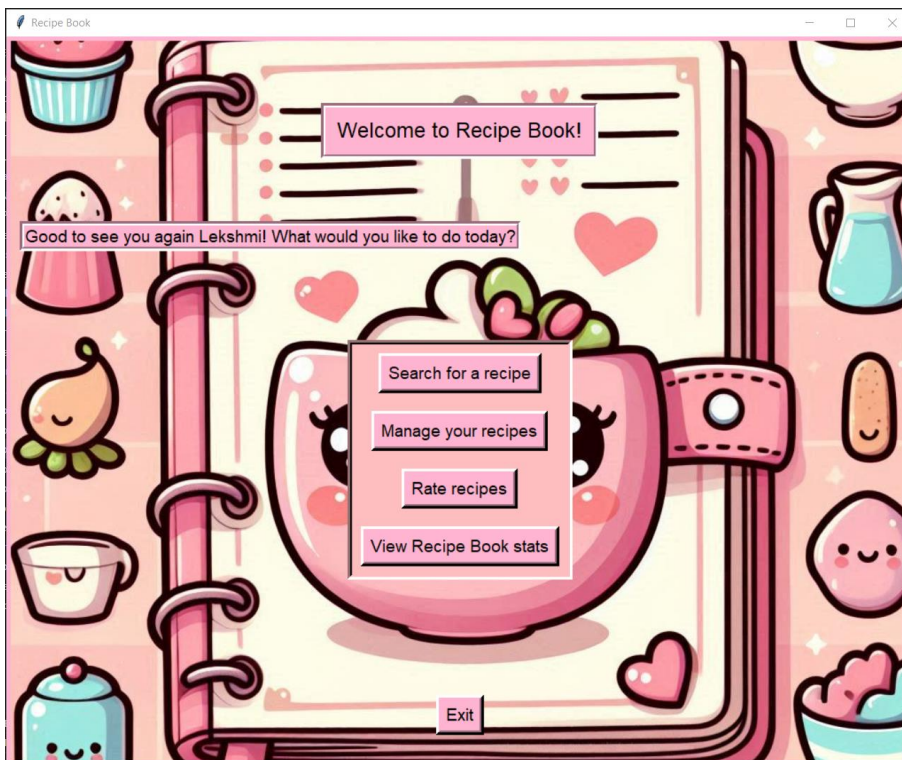 Recipe Book
Welcome to Recipe Book!
Good to see you again Lekshmi! What would you like to do today?
Search for a recipe
Manage your recipes
Rate recipes
View Recipe Book stats
Exit